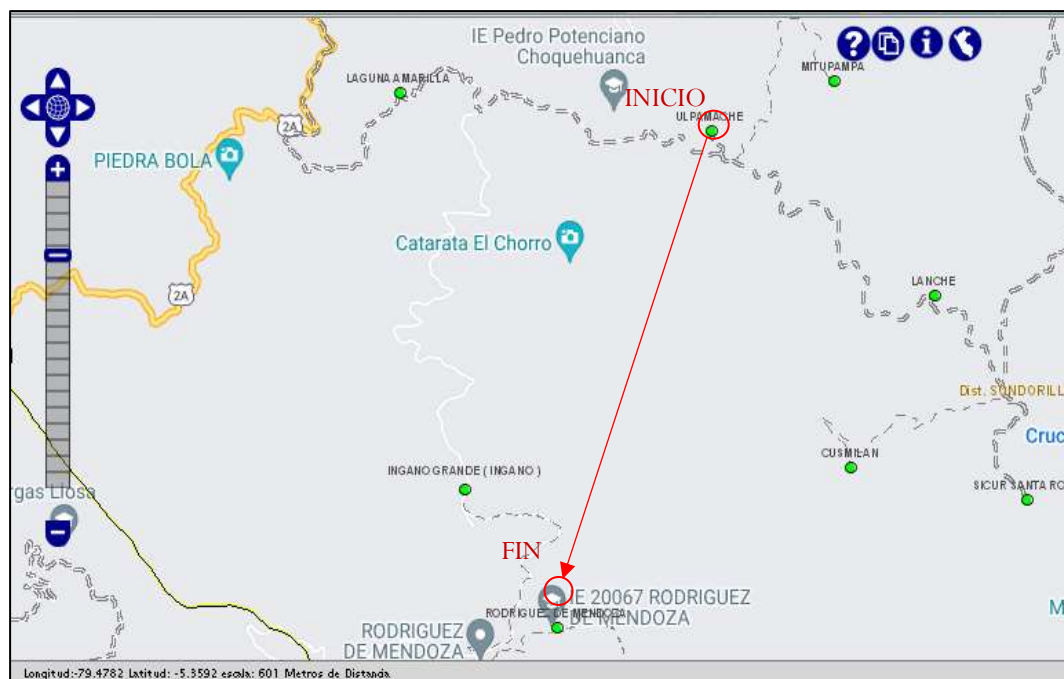 IE Pedro Potenciano
Choquehuanca
?
i
MITUPAMPA
LAGUNA AMARILLA
INICIO
ULPAMACHE
2A
PIEDRA BOLA
Catarata El Chorro
2A
LANCHE
Dist. SONDORILL
Cruc
CUSMILAN
INGANO GRANDE ( INGANO )
SICUR SANTA RO
rgas Llosa
FIN
IE 20067 RODRIGUEZ
DE MENDOZA
RODRIGUEZ DE MENDOZA
M
RODRIGUEZ
DE MENDOZA
Longitud:-79.4782 Latitud: -5.3592 escala: 601 Metros de Distancia